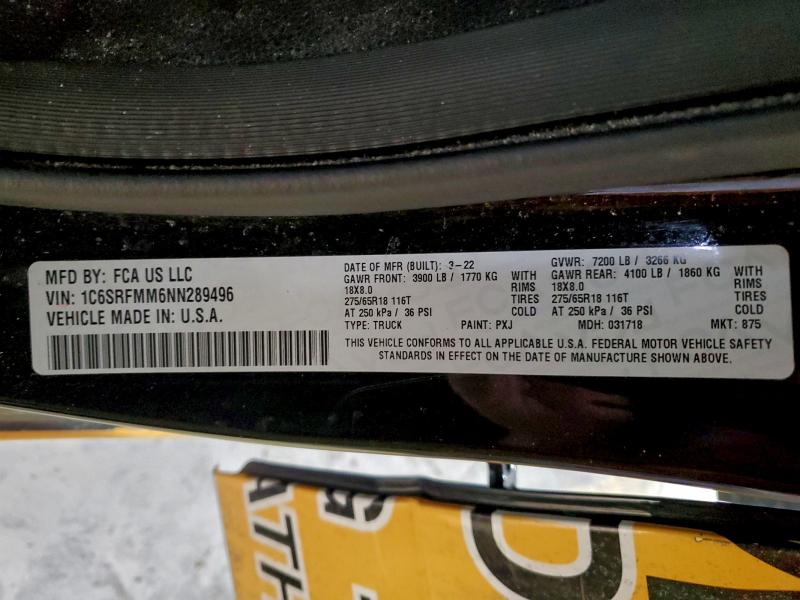 MFD BY: FCA US LLC
VIN: 1C6SRFMM6NN289496
VEHICLE MADE IN: U.S.A.
DATE OF MFR (BUILT): 3-22
GVWR: 7200 LB / 3266 KG
GAWR FRONT: 3900 LB / 1770 KG WITH
18X8.0 RIMS
275/65R18 116T TIRES
AT 250 kPa / 36 PSI COLD
GAWR REAR: 4100 LB / 1860 KG WITH
18X8.0 RIMS
275/65R18 116T TIRES
AT 250 kPa / 36 PSI COLD
TYPE: TRUCK PAINT: PXJ MDH: 031718 MKT: 875
THIS VEHICLE CONFORMS TO ALL APPLICABLE U.S.A. FEDERAL MOTOR VEHICLE SAFETY
STANDARDS IN EFFECT ON THE DATE OF MANUFACTURE SHOWN ABOVE.